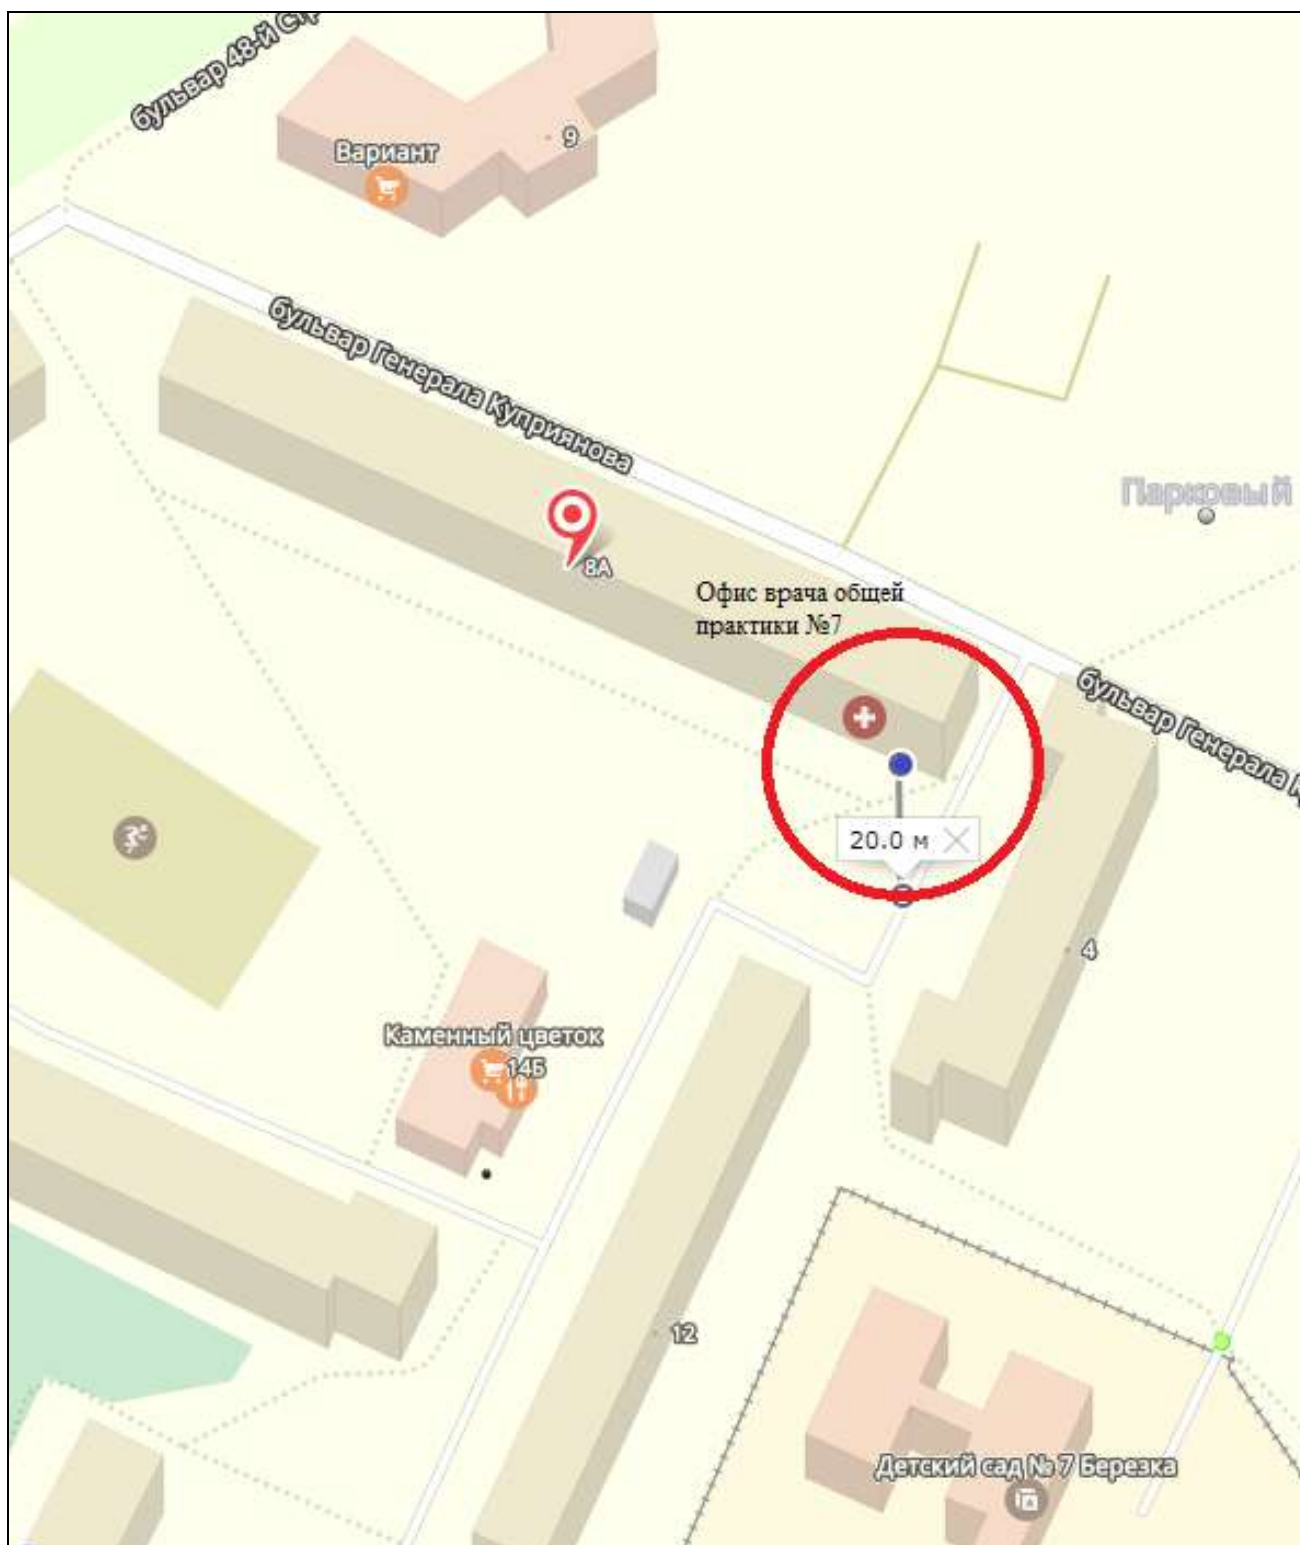 бульвар 48-й Стр
Вариант
9
бульвар Генерала Куприянова
Парковый
8А
Офис врача общей
практики №7
бульвар Генерала К
20.0 м
4
Каменный цветок
14Б
12
Детский сад № 7 Березка